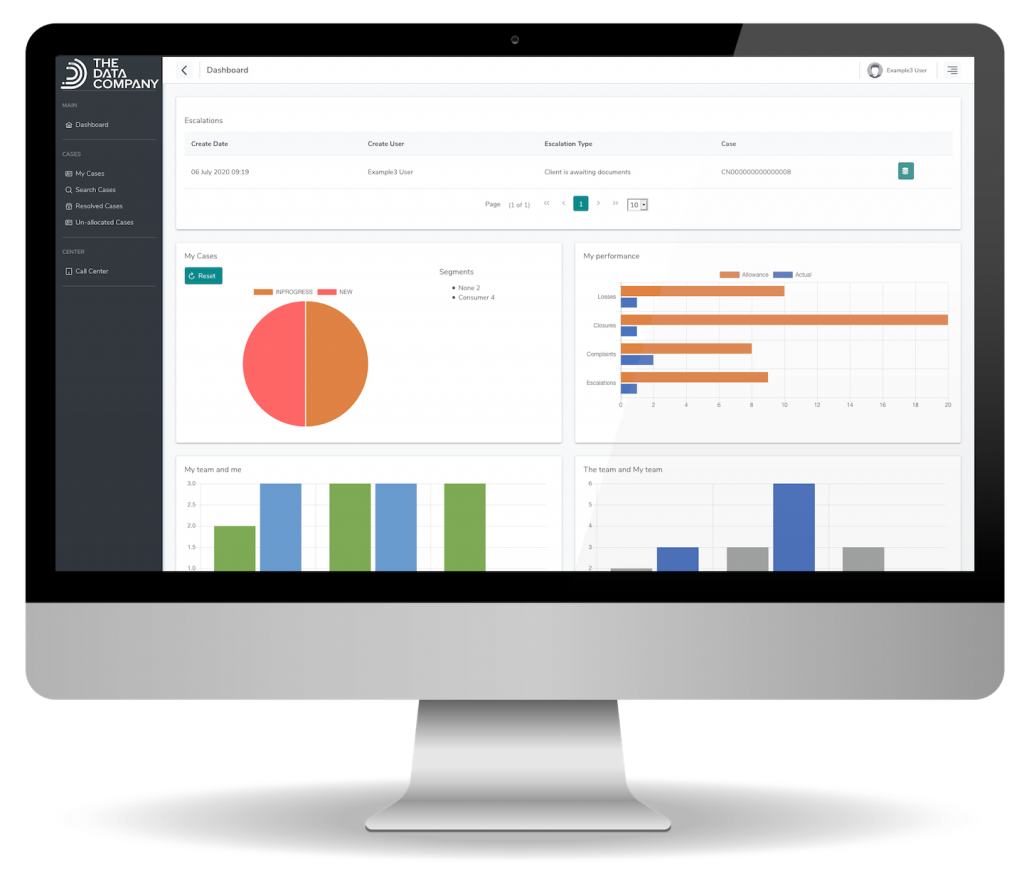 THE
DATA
COMPANY
MAIN
Dashboard
CASES
My Cases
Search Cases
Resolved Cases
Un-allocated Cases
CENTER
Call Center
Dashboard
Example3 User
Escalations
Create Date Create User Escalation Type Case
06 July 2020 09:19 Example3 User Client is awaiting documents CN000000000000008
Page (1 of 1) 1 10
My Cases
Reset
INPROGRESS NEW
Segments
None 2
Consumer 4
My performance
Allowance Actual
Losses
Closures
Complaints
Escalations
0 2 4 6 8 10 12 14 16 18 20
My team and me
3.0
2.5
2.0
1.5
1.0
The team and My team
6
5
4
3
2